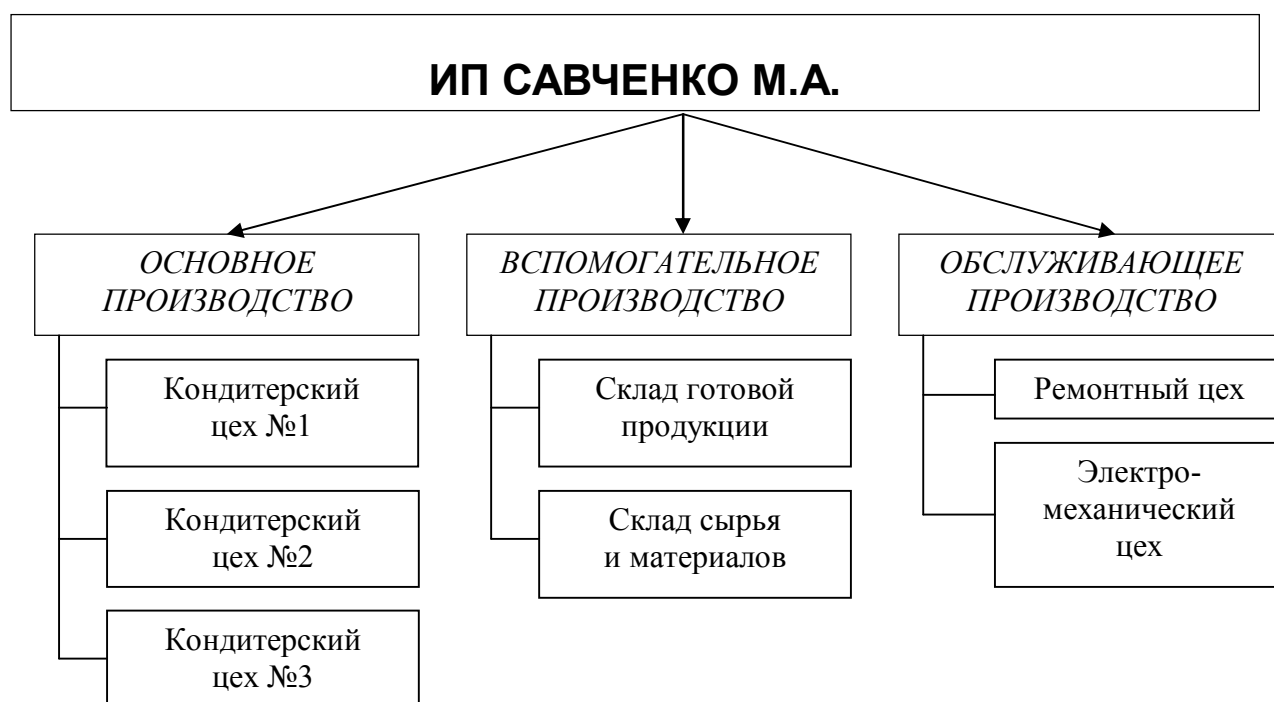 ИП САВЧЕНКО М.А.
ОСНОВНОЕ
ПРОИЗВОДСТВО
Кондитерский
цех №1
Кондитерский
цех №2
Кондитерский
цех №3
ВСПОМОГАТЕЛЬНОЕ
ПРОИЗВОДСТВО
Склад готовой
продукции
Склад сырья
и материалов
ОБСЛУЖИВАЮЩЕЕ
ПРОИЗВОДСТВО
Ремонтный цех
Электро-
механический
цех